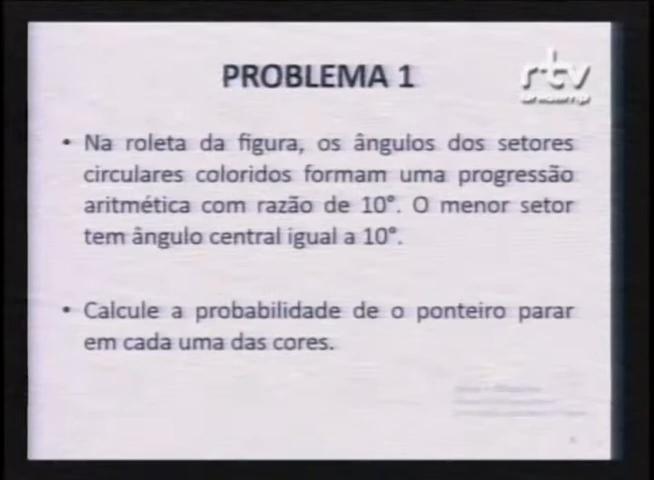 PROBLEMA 1
rtv
• Na roleta da figura, os ângulos dos setores
circulares coloridos formam uma progressão
aritmética com razão de 10°. O menor setor
tem ângulo central igual a 10°.
• Calcule a probabilidade de o ponteiro parar
em cada uma das cores.